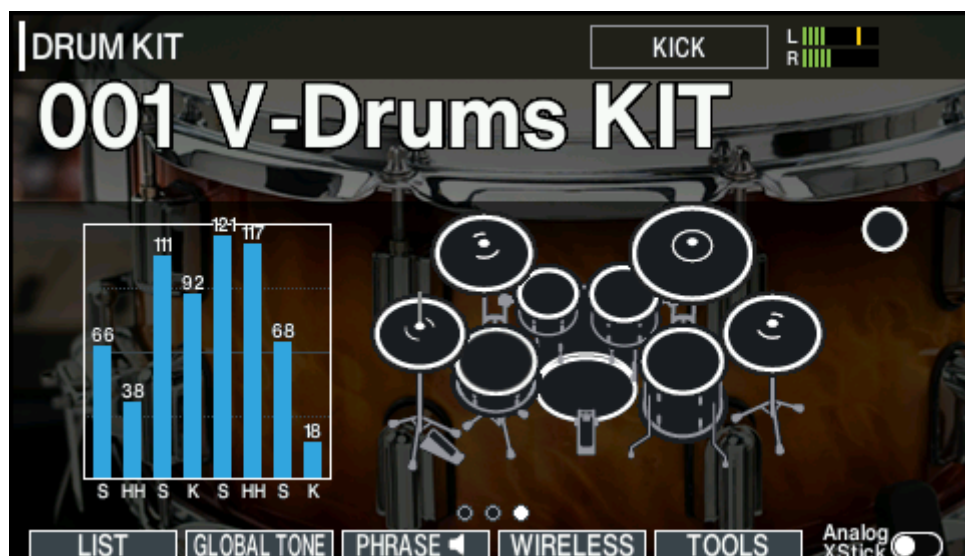 DRUM KIT
KICK
L
R
001 V-Drums KIT
66
38
111
92
121
117
68
18
S HH S K S HH S K
LIST GLOBAL TONE PHRASE WIRELESS TOOLS
Analog
XStick